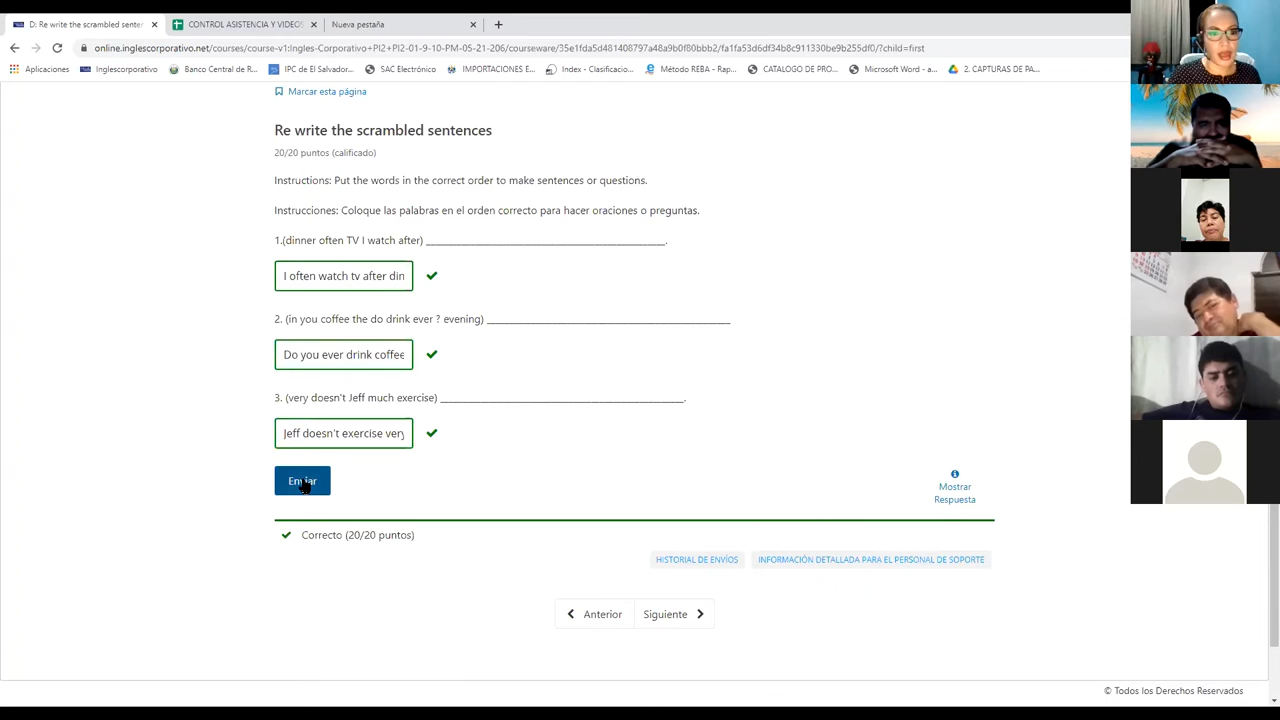 D: Re write the scrambled senter
CONTROL ASISTENCIA Y VIDEOS
Nueva pestaña
online.inglescorporativo.net/courses/course-v1:Ingles-Corporativo+PI2+PI2-01-9-10-PM-05-21-206/courseware/35e1fda5d481408797a48a9b0f80bbb2/fa1fa53d6df34b8c911330be9b255df0/?child=first
Aplicaciones
Inglescorporativo
Banco Central de R...
IPC de El Salvador...
SAC Electrónico
IMPORTACIONES E...
Index - Clasificacio...
Método REBA - Rap...
CATALOGO DE PRO...
Microsoft Word - a...
2. CAPTURAS DE PA...
Marcar esta página
Re write the scrambled sentences
20/20 puntos (calificado)
Instructions: Put the words in the correct order to make sentences or questions.
Instrucciones: Coloque las palabras en el orden correcto para hacer oraciones o preguntas.
1.(dinner often TV I watch after) ______________________________________________.
I often watch tv after din
2. (in you coffee the do drink ever ? evening) ______________________________________________
Do you ever drink coffee
3. (very doesn't Jeff much exercise) ______________________________________________.
Jeff doesn't exercise very
Enviar
Mostrar
Respuesta
Correcto (20/20 puntos)
HISTORIAL DE ENVÍOS
INFORMACIÓN DETALLADA PARA EL PERSONAL DE SOPORTE
Anterior
Siguiente
© Todos los Derechos Reservados